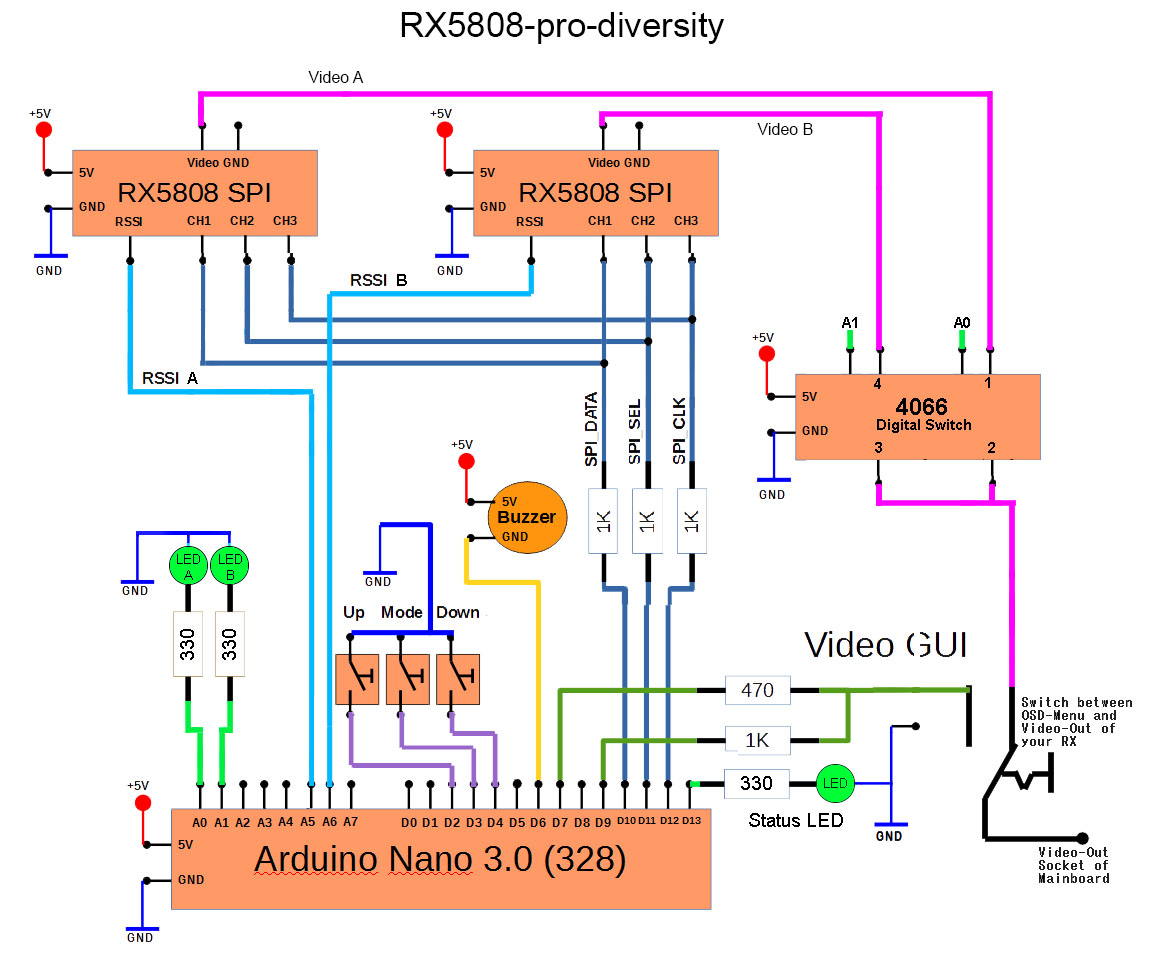 RX5808-pro-diversity
Video A
Video B
+5V
+5V
Video GND
Video GND
5V
5V
RX5808 SPI
RX5808 SPI
GND
GND
RSSI CH1 CH2 CH3
RSSI CH1 CH2 CH3
GND
GND
RSSI B
A1
A0
+5V
RSSI A
4
1
5V
4066
Digital Switch
GND
3
2
GND
SPI_DATA
SPI_SEL
SPI_CLK
+5V
5V
Buzzer
GND
1K
1K
1K
LED
A
LED
B
GND
GND
330
330
Up Mode Down
Video GUI
470
1K
330
LED
Status LED
GND
Switch between
OSD-Menu and
Video-Out of
your RX
Video-Out
Socket of
Mainboard
+5V
A0 A1 A2 A3 A4 A5 A6 A7 D0 D1 D2 D3 D4 D5 D6 D7 D8 D9 D10 D11 D12 D13
5V
Arduino Nano 3.0 (328)
GND
GND